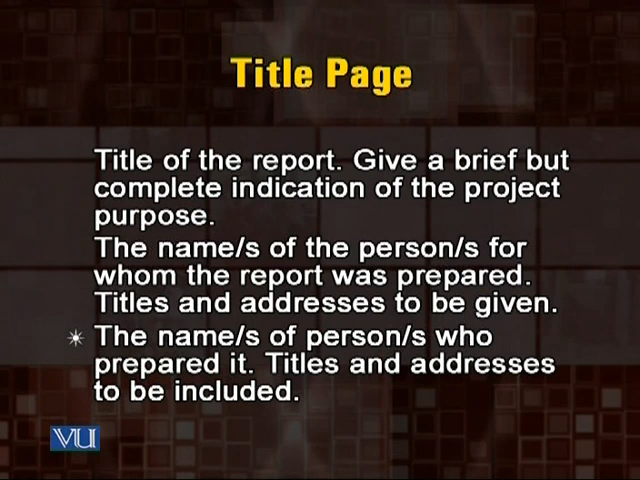 Title Page
Title of the report. Give a brief but
complete indication of the project
purpose.
The name/s of the person/s for
whom the report was prepared.
Titles and addresses to be given.
The name/s of person/s who
prepared it. Titles and addresses
to be included.
VU